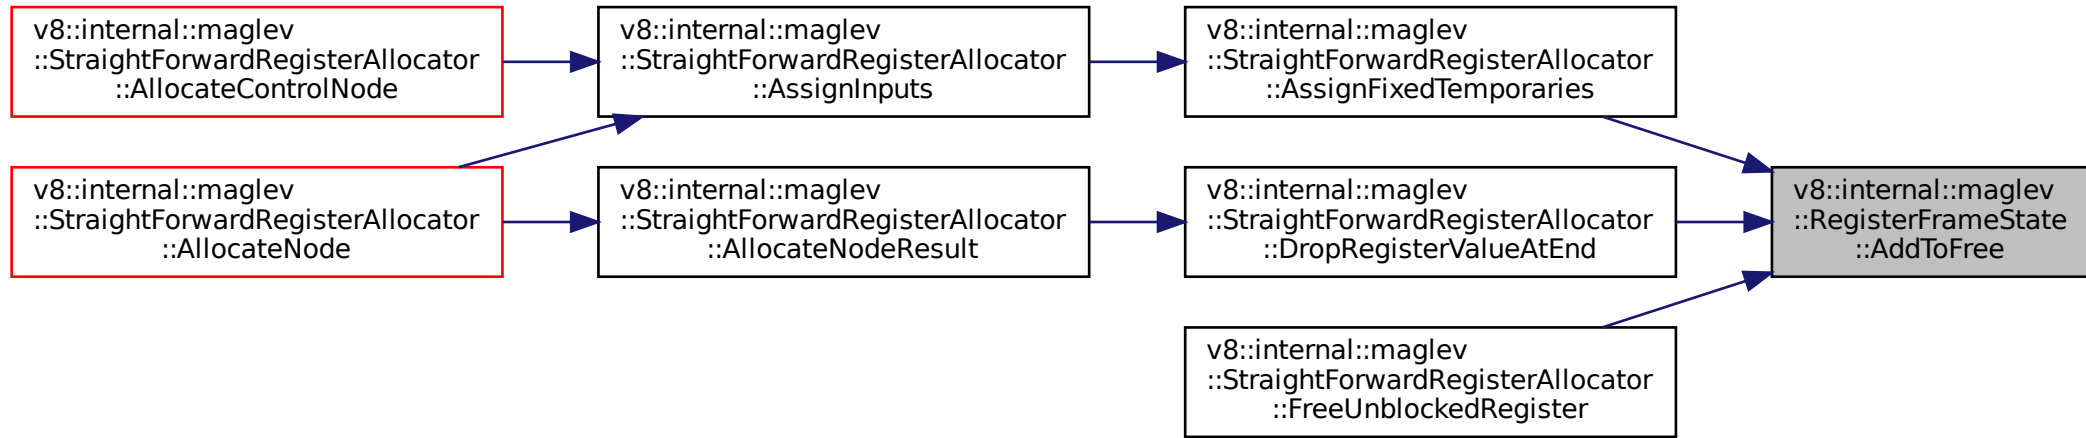 v8::internal::maglev
::StraightForwardRegisterAllocator
::AllocateControlNode
v8::internal::maglev
::StraightForwardRegisterAllocator
::AssignInputs
v8::internal::maglev
::StraightForwardRegisterAllocator
::AssignFixedTemporaries
v8::internal::maglev
::StraightForwardRegisterAllocator
::AllocateNode
v8::internal::maglev
::StraightForwardRegisterAllocator
::AllocateNodeResult
v8::internal::maglev
::StraightForwardRegisterAllocator
::DropRegisterValueAtEnd
v8::internal::maglev
::RegisterFrameState
::AddToFree
v8::internal::maglev
::StraightForwardRegisterAllocator
::FreeUnblockedRegister